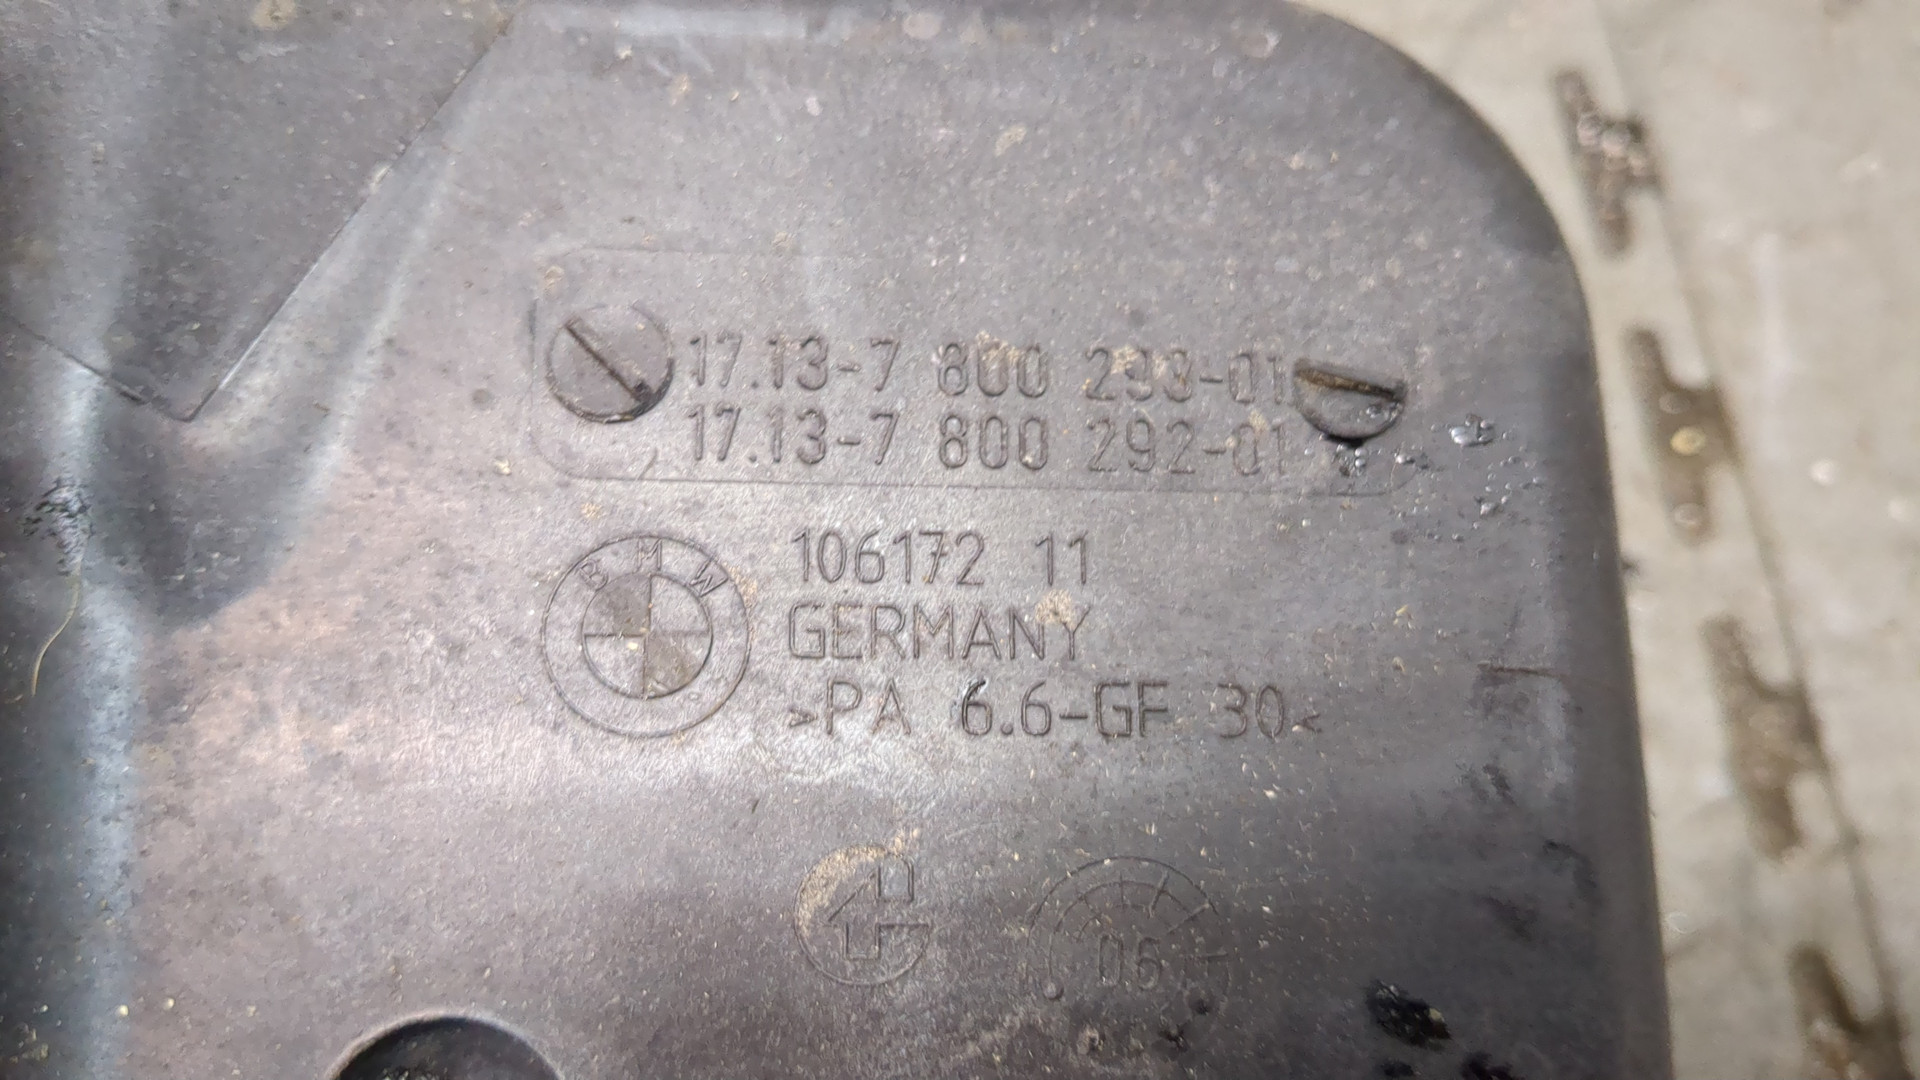 17.13-7 800 293-01
17.13-7 800 292-01
BMW
106172 11
GERMANY
>PA 6.6-GF 30<
06